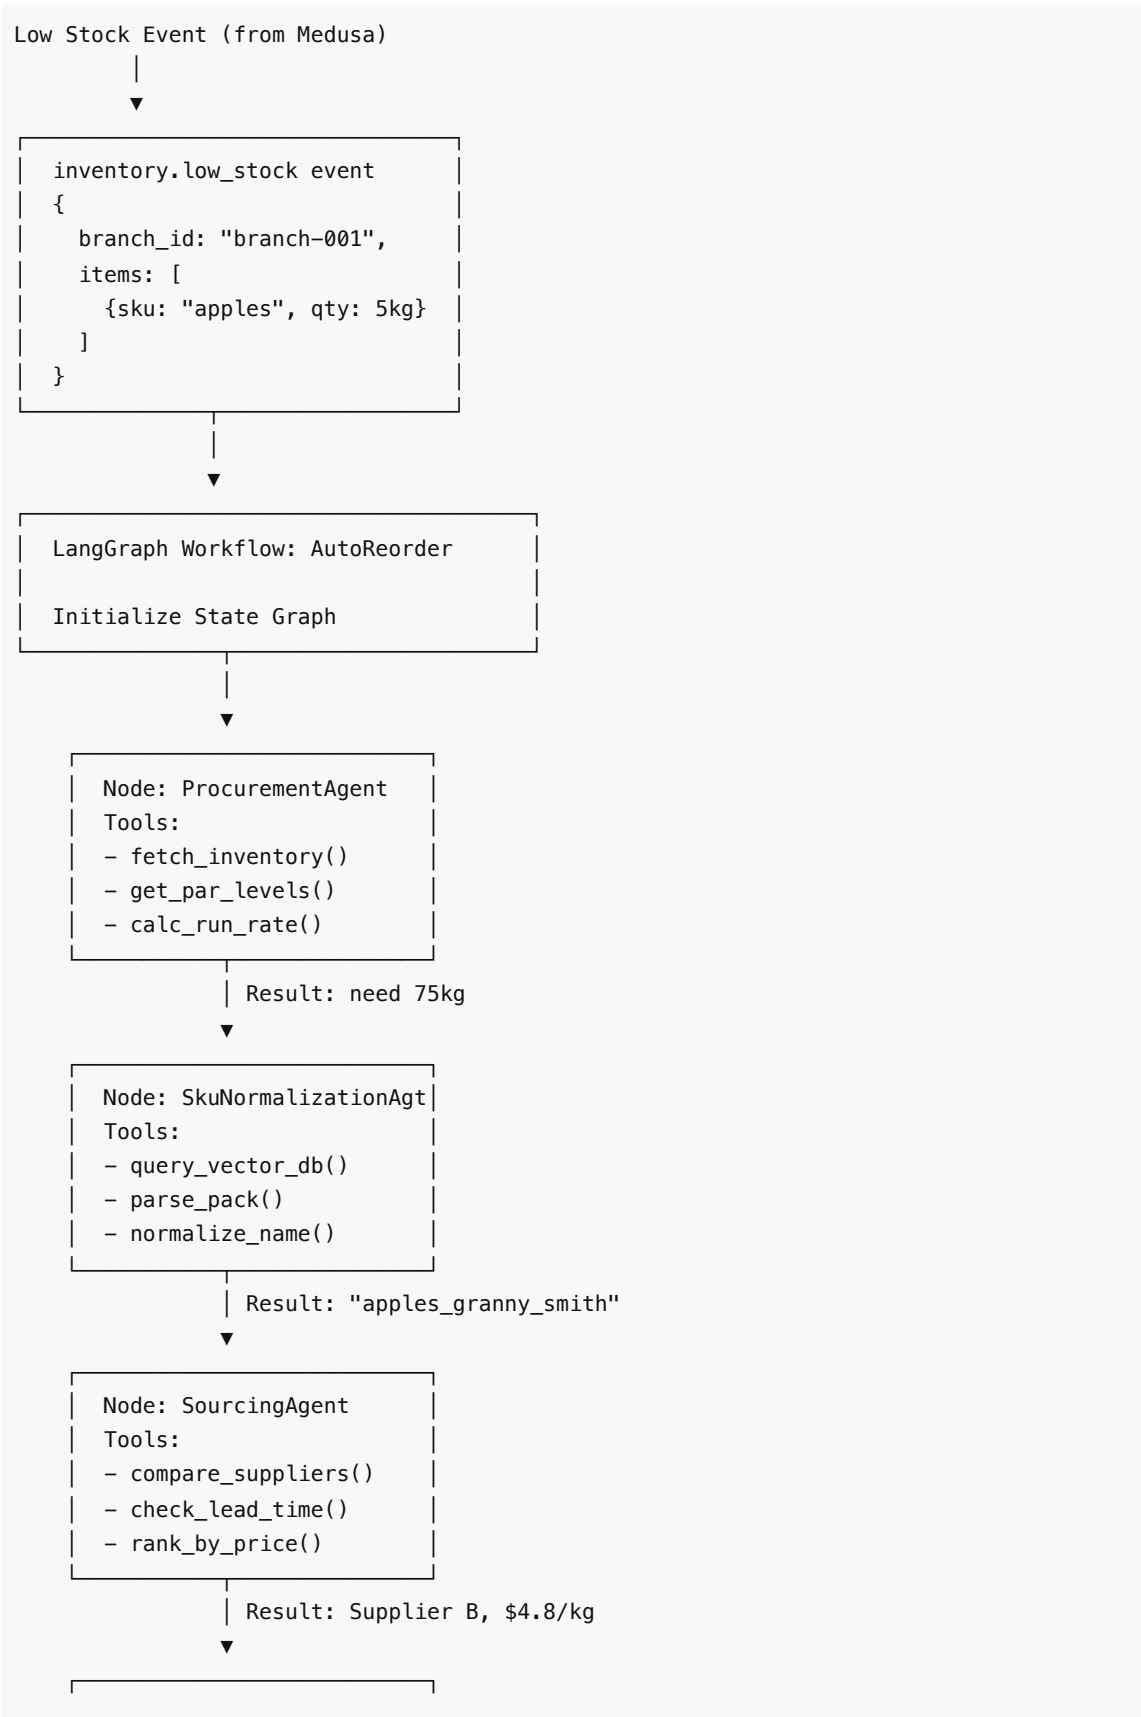 Low Stock Event (from Medusa)
inventory.low_stock event
{
branch_id: "branch-001",
items: [
{sku: "apples", qty: 5kg}
]
}
LangGraph Workflow: AutoReorder
Initialize State Graph
Node: ProcurementAgent
Tools:
- fetch_inventory()
- get_par_levels()
- calc_run_rate()
Result: need 75kg
Node: SkuNormalizationAgt
Tools:
- query_vector_db()
- parse_pack()
- normalize_name()
Result: "apples_granny_smith"
Node: SourcingAgent
Tools:
- compare_suppliers()
- check_lead_time()
- rank_by_price()
Result: Supplier B, $4.8/kg